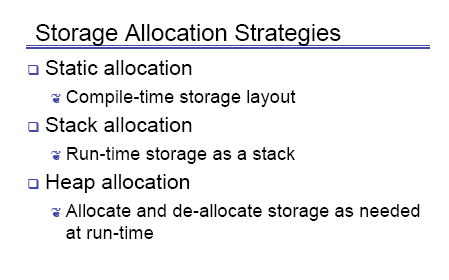 Storage Allocation Strategies
Static allocation
Compile-time storage layout
Stack allocation
Run-time storage as a stack
Heap allocation
Allocate and de-allocate storage as needed
at run-time